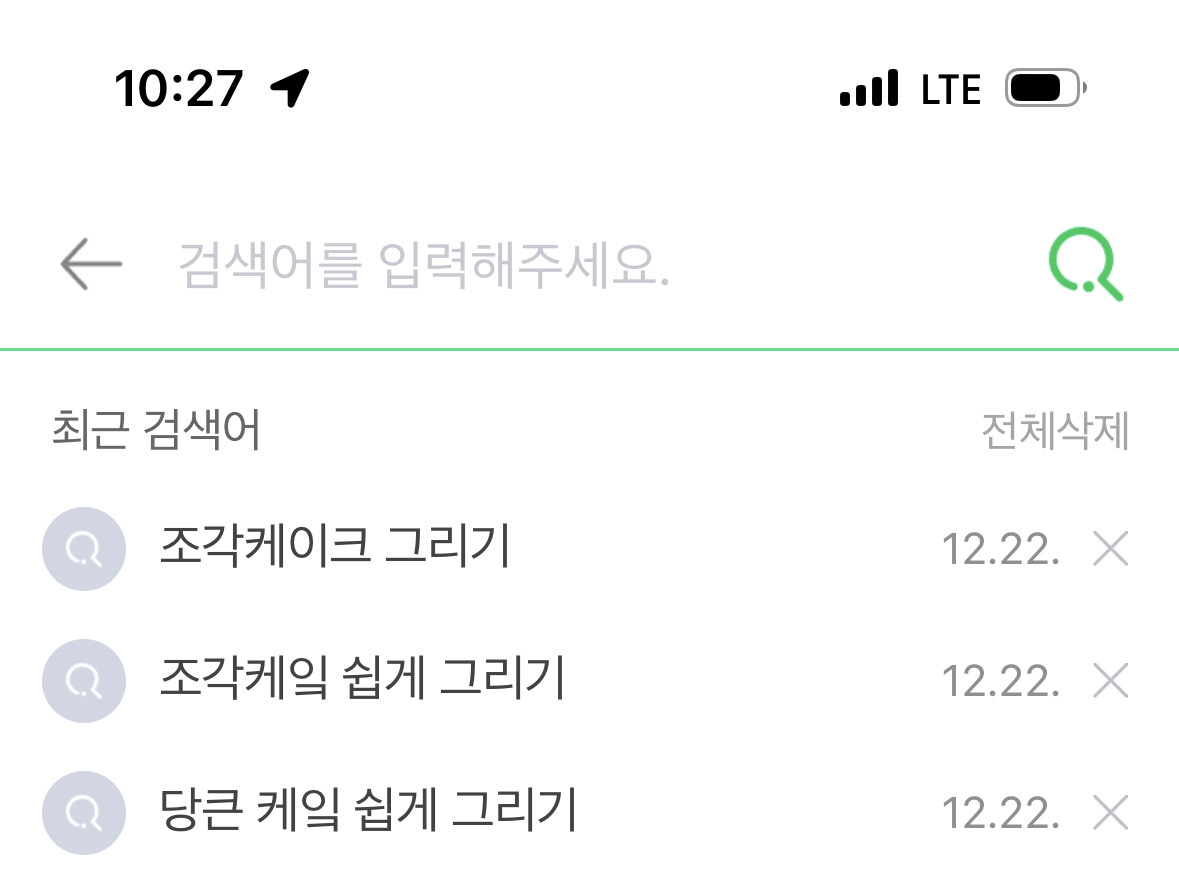 10:27 LTE
검색어를 입력해주세요.
최근 검색어 전체삭제
조각케이크 그리기 12.22.
조각케잌 쉽게 그리기 12.22.
당큰 케잌 쉽게 그리기 12.22.